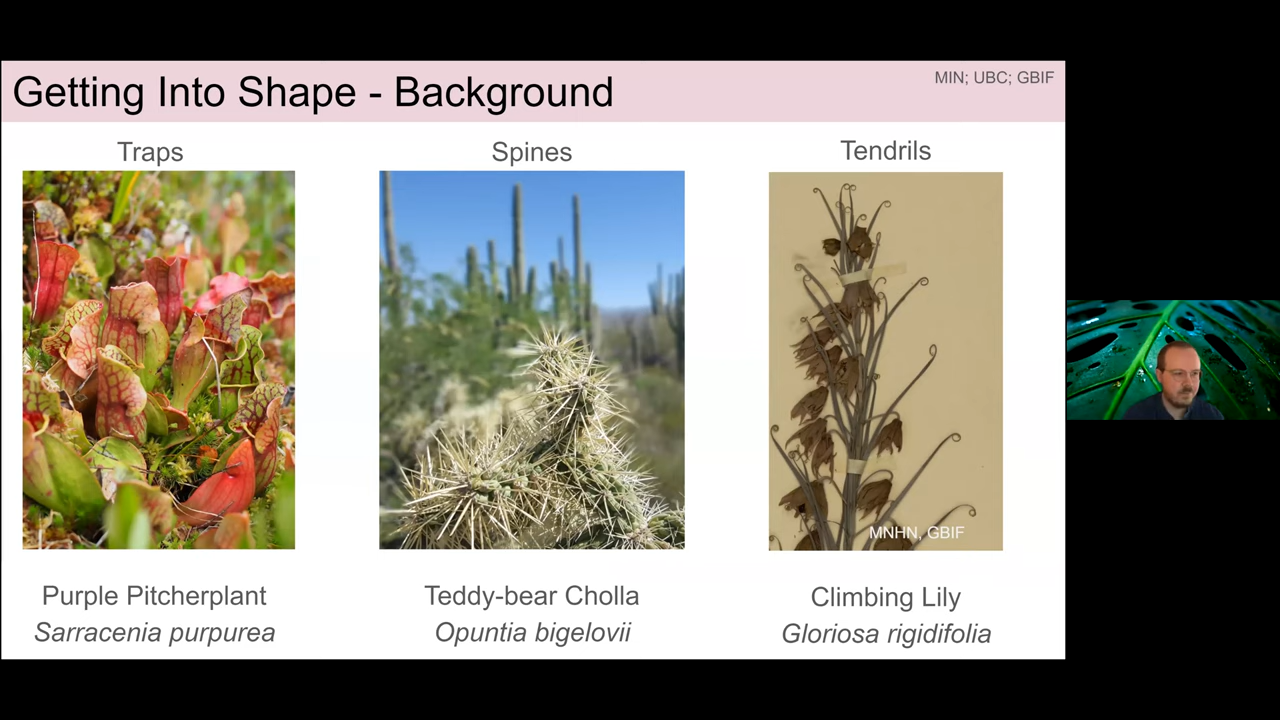 Getting Into Shape - Background
MIN; UBC; GBIF
Traps
Spines
Tendrils
MNHN, GBIF
Purple Pitcherplant
Sarracenia purpurea
Teddy-bear Cholla
Opuntia bigelovii
Climbing Lily
Gloriosa rigidifolia